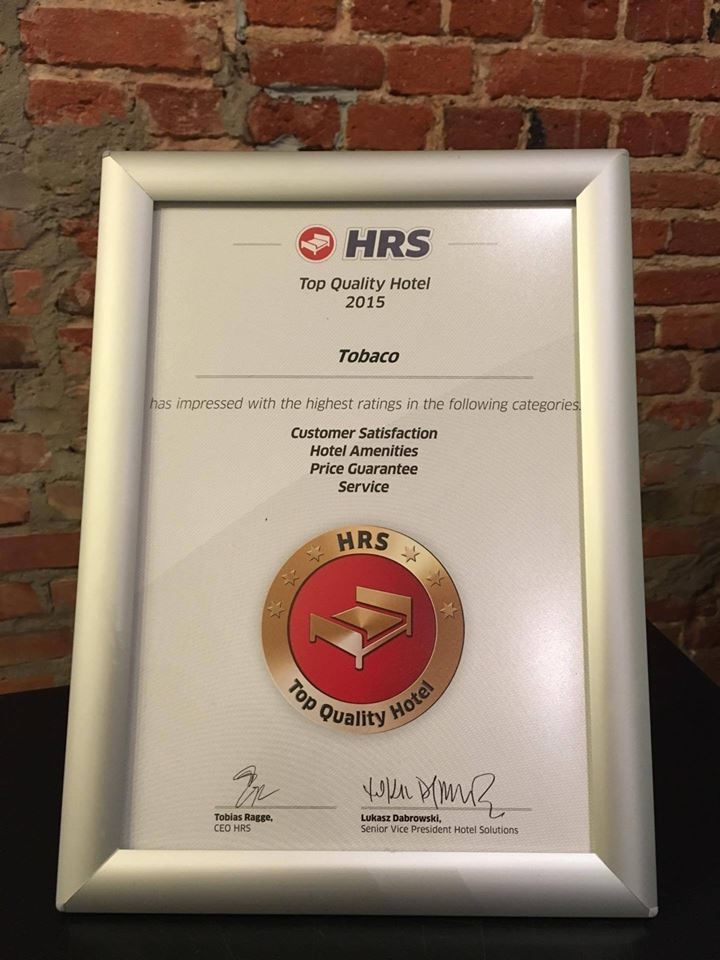 HRS
Top Quality Hotel
2015
Tobaco
has impressed with the highest ratings in the following categories.
Customer Satisfaction
Hotel Amenities
Price Guarantee
Service
HRS
Top Quality Hotel
Tobias Ragge,
CEO HRS
Lukasz Dabrowski,
Senior Vice President Hotel Solutions